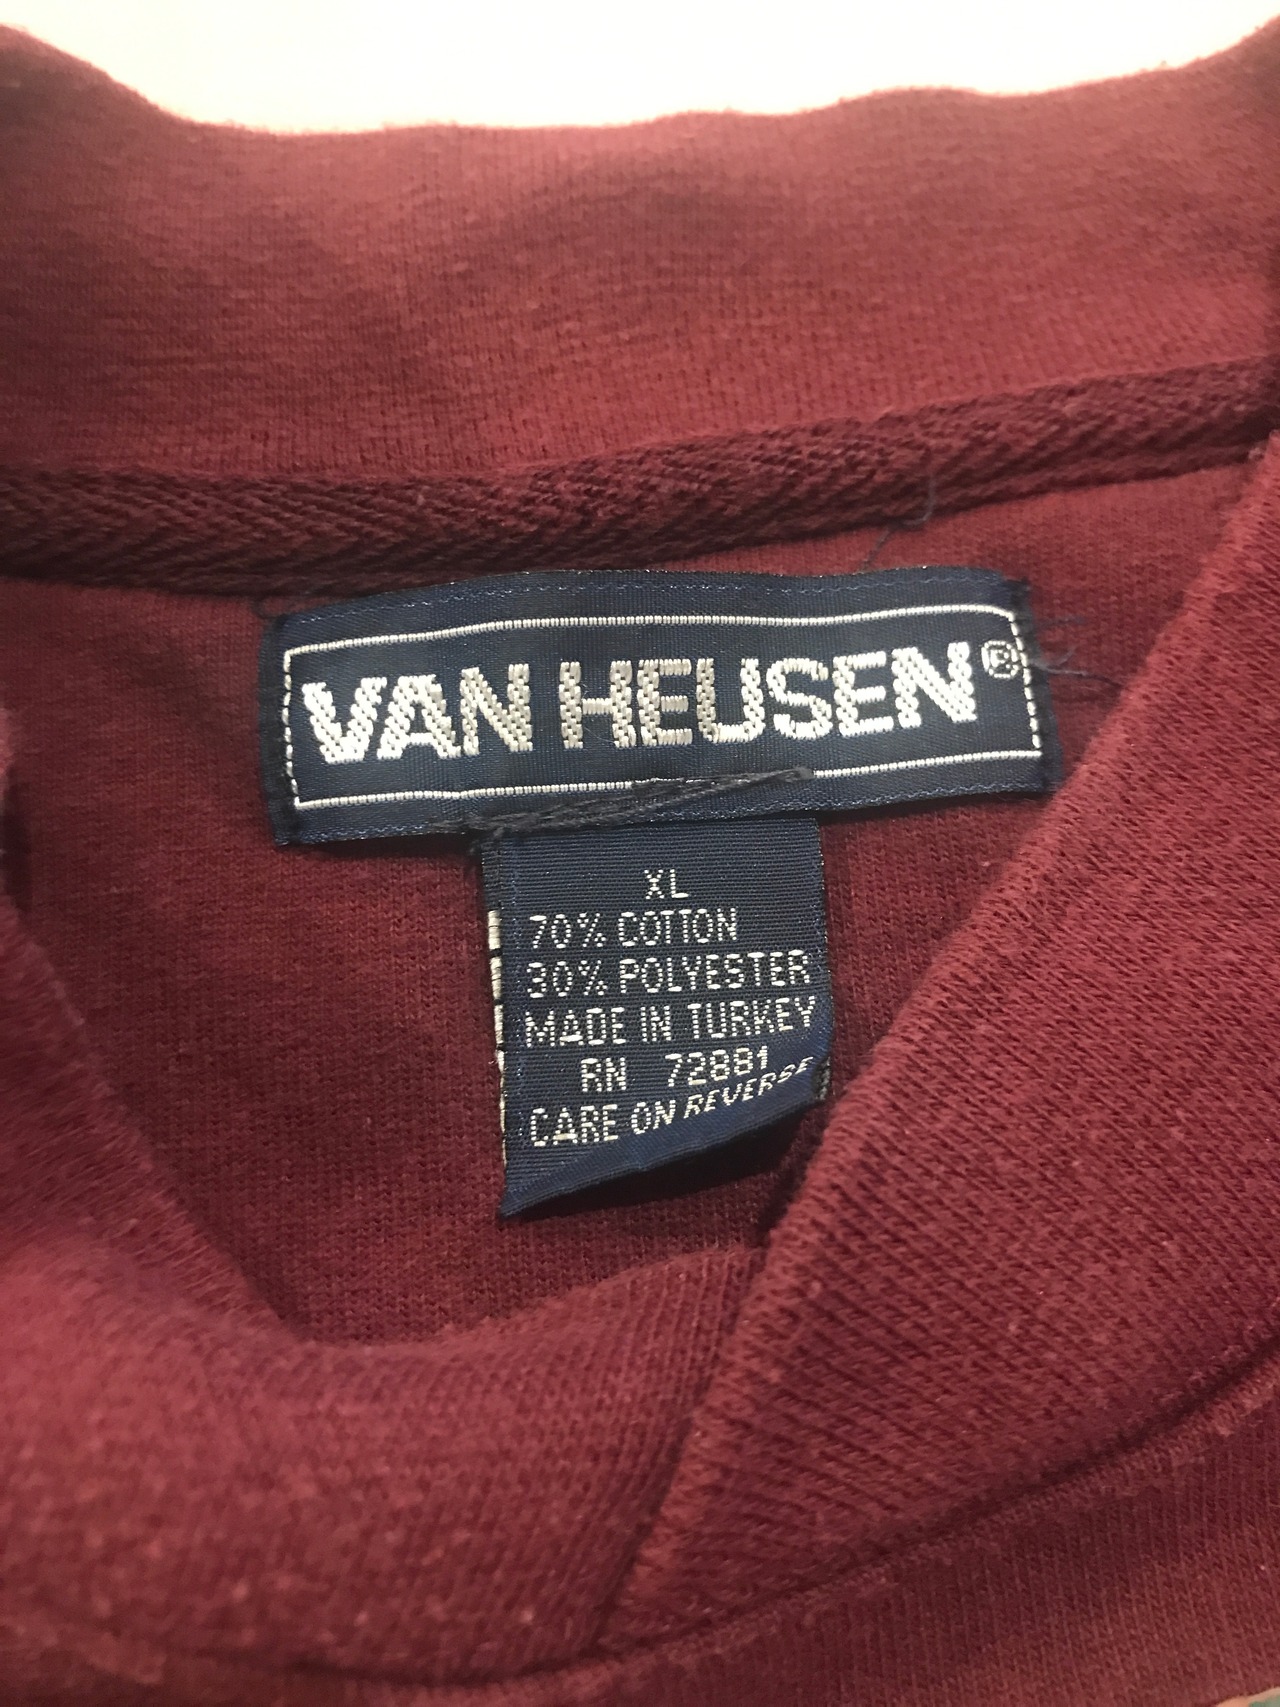 VAN HEUSEN®
XL
70% COTTON
30% POLYESTER
MADE IN TURKEY
RN 72881
CARE ON REVERSE